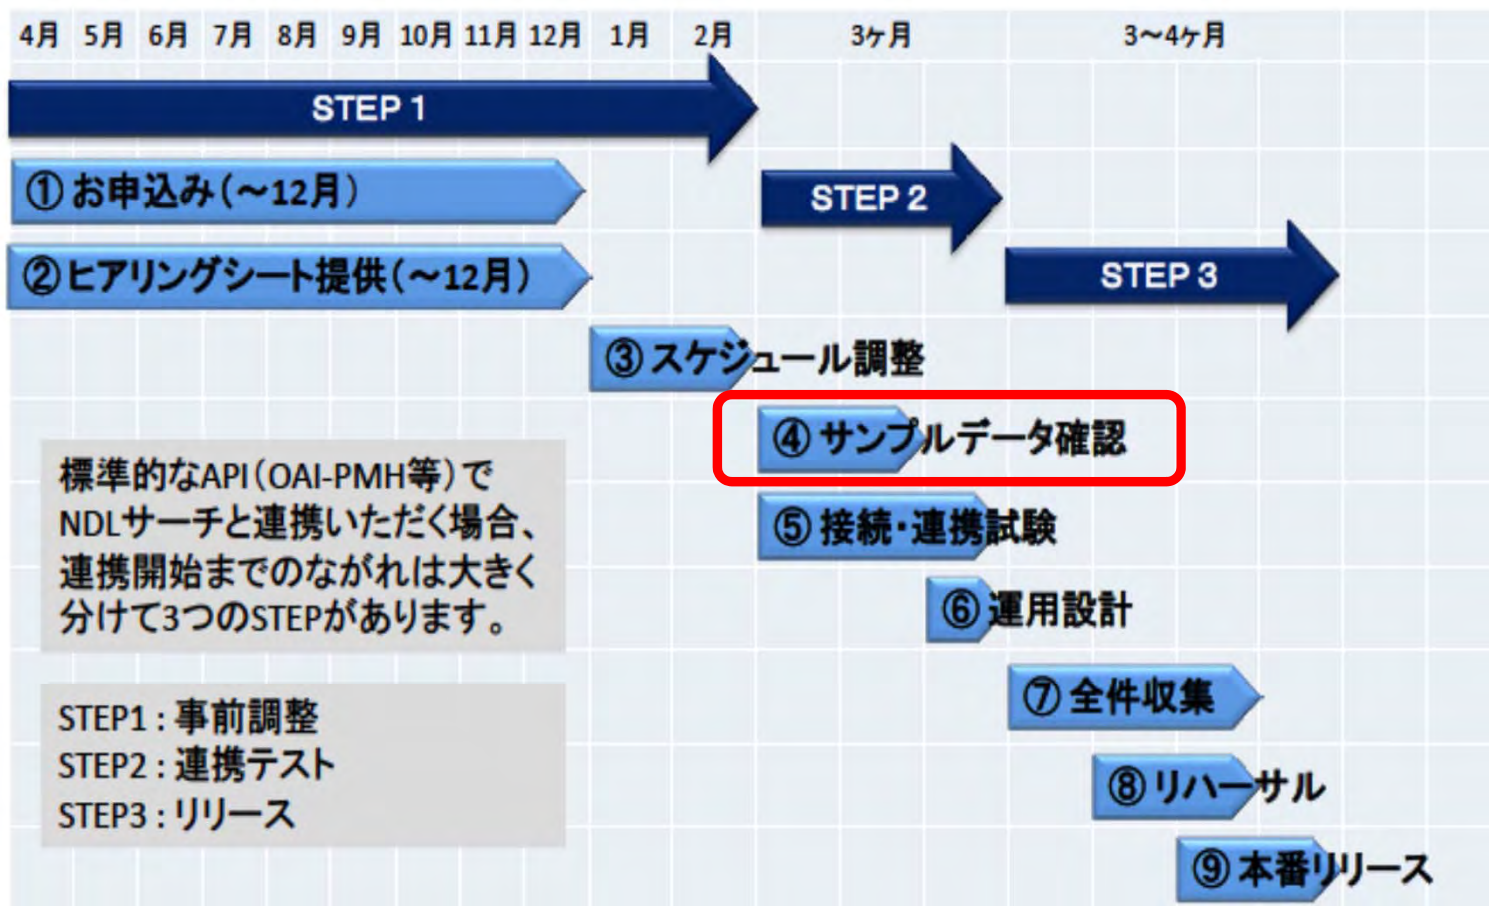 4月 5月 6月 7月 8月 9月 10月 11月 12月 1月 2月 3ケ月 3～4ケ月
STEP 1
①お申込み（～12月）
STEP 2
②ヒアリングシート提供（～12月）
STEP 3
③スケジュール調整
④サンプルデータ確認
標準的なAPI（OAI-PMH等）で
NDLサーチと連携いただく場合、
連携開始までのながれは大きく
分けて3つのSTEPがあります。
⑤接続・連携試験
⑥運用設計
⑦全件収集
STEP1：事前調整
STEP2：連携テスト
STEP3：リリース
⑧リハーサル
⑨本番リリース